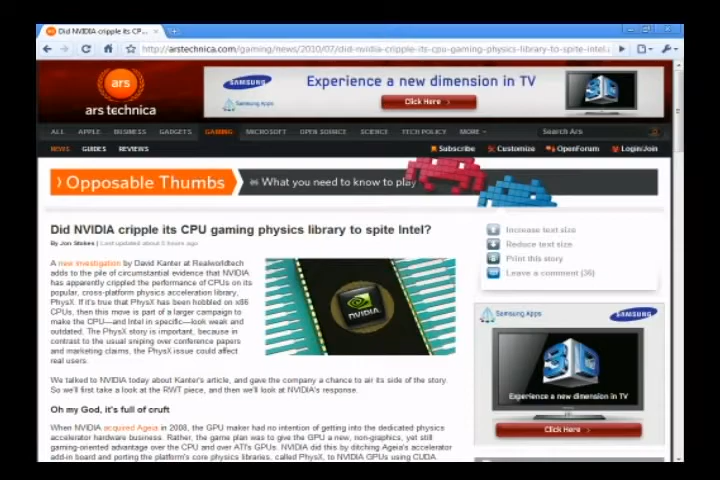 Did NVIDIA cripple its CP...
http://arstechnica.com/gaming/news/2010/07/did-nvidia-cripple-its-cpu-gaming-physics-library-to-spite-intel.
ars
ars technica
SAMSUNG
Samsung Apps
Experience a new dimension in TV
Click Here >
3D
ALL APPLE BUSINESS GADGETS GAMING MICROSOFT OPEN SOURCE SCIENCE TECH POLICY MORE
Search Ars
NEWS GUIDES REVIEWS
Subscribe Customize OpenForum Login/Join
Opposable Thumbs
What you need to know to play
Did NVIDIA cripple its CPU gaming physics library to spite Intel?
By Jon Stokes | Last updated about 5 hours ago
A new investigation by David Kanter at Realworldtech
adds to the pile of circumstantial evidence that NVIDIA
has apparently crippled the performance of CPUs on its
popular, cross-platform physics acceleration library,
PhysX. If it's true that PhysX has been hobbled on x86
CPUs, then this move is part of a larger campaign to
make the CPU—and Intel in specific—look weak and
outdated. The PhysX story is important, because in
contrast to the usual sniping over conference papers
and marketing claims, the PhysX issue could affect
real users.
NVIDIA
We talked to NVIDIA today about Kanter's article, and gave the company a chance to air its side of the story.
So we'll first take a look at the RWT piece, and then we'll look at NVIDIA's response.
Oh my God, it's full of cruft
When NVIDIA acquired Ageia in 2008, the GPU maker had no intention of getting into the dedicated physics
accelerator hardware business. Rather, the game plan was to give the GPU a new, non-graphics, yet still
gaming-oriented advantage over the CPU and over ATI's GPUs. NVIDIA did this by ditching Ageia's accelerator
add-in board and porting the platform's core physics libraries, called PhysX, to NVIDIA GPUs using CUDA.
Increase text size
Reduce text size
Print this story
Leave a comment (36)
Samsung Apps
SAMSUNG
3D
Experience a new dimension in TV
Click Here >